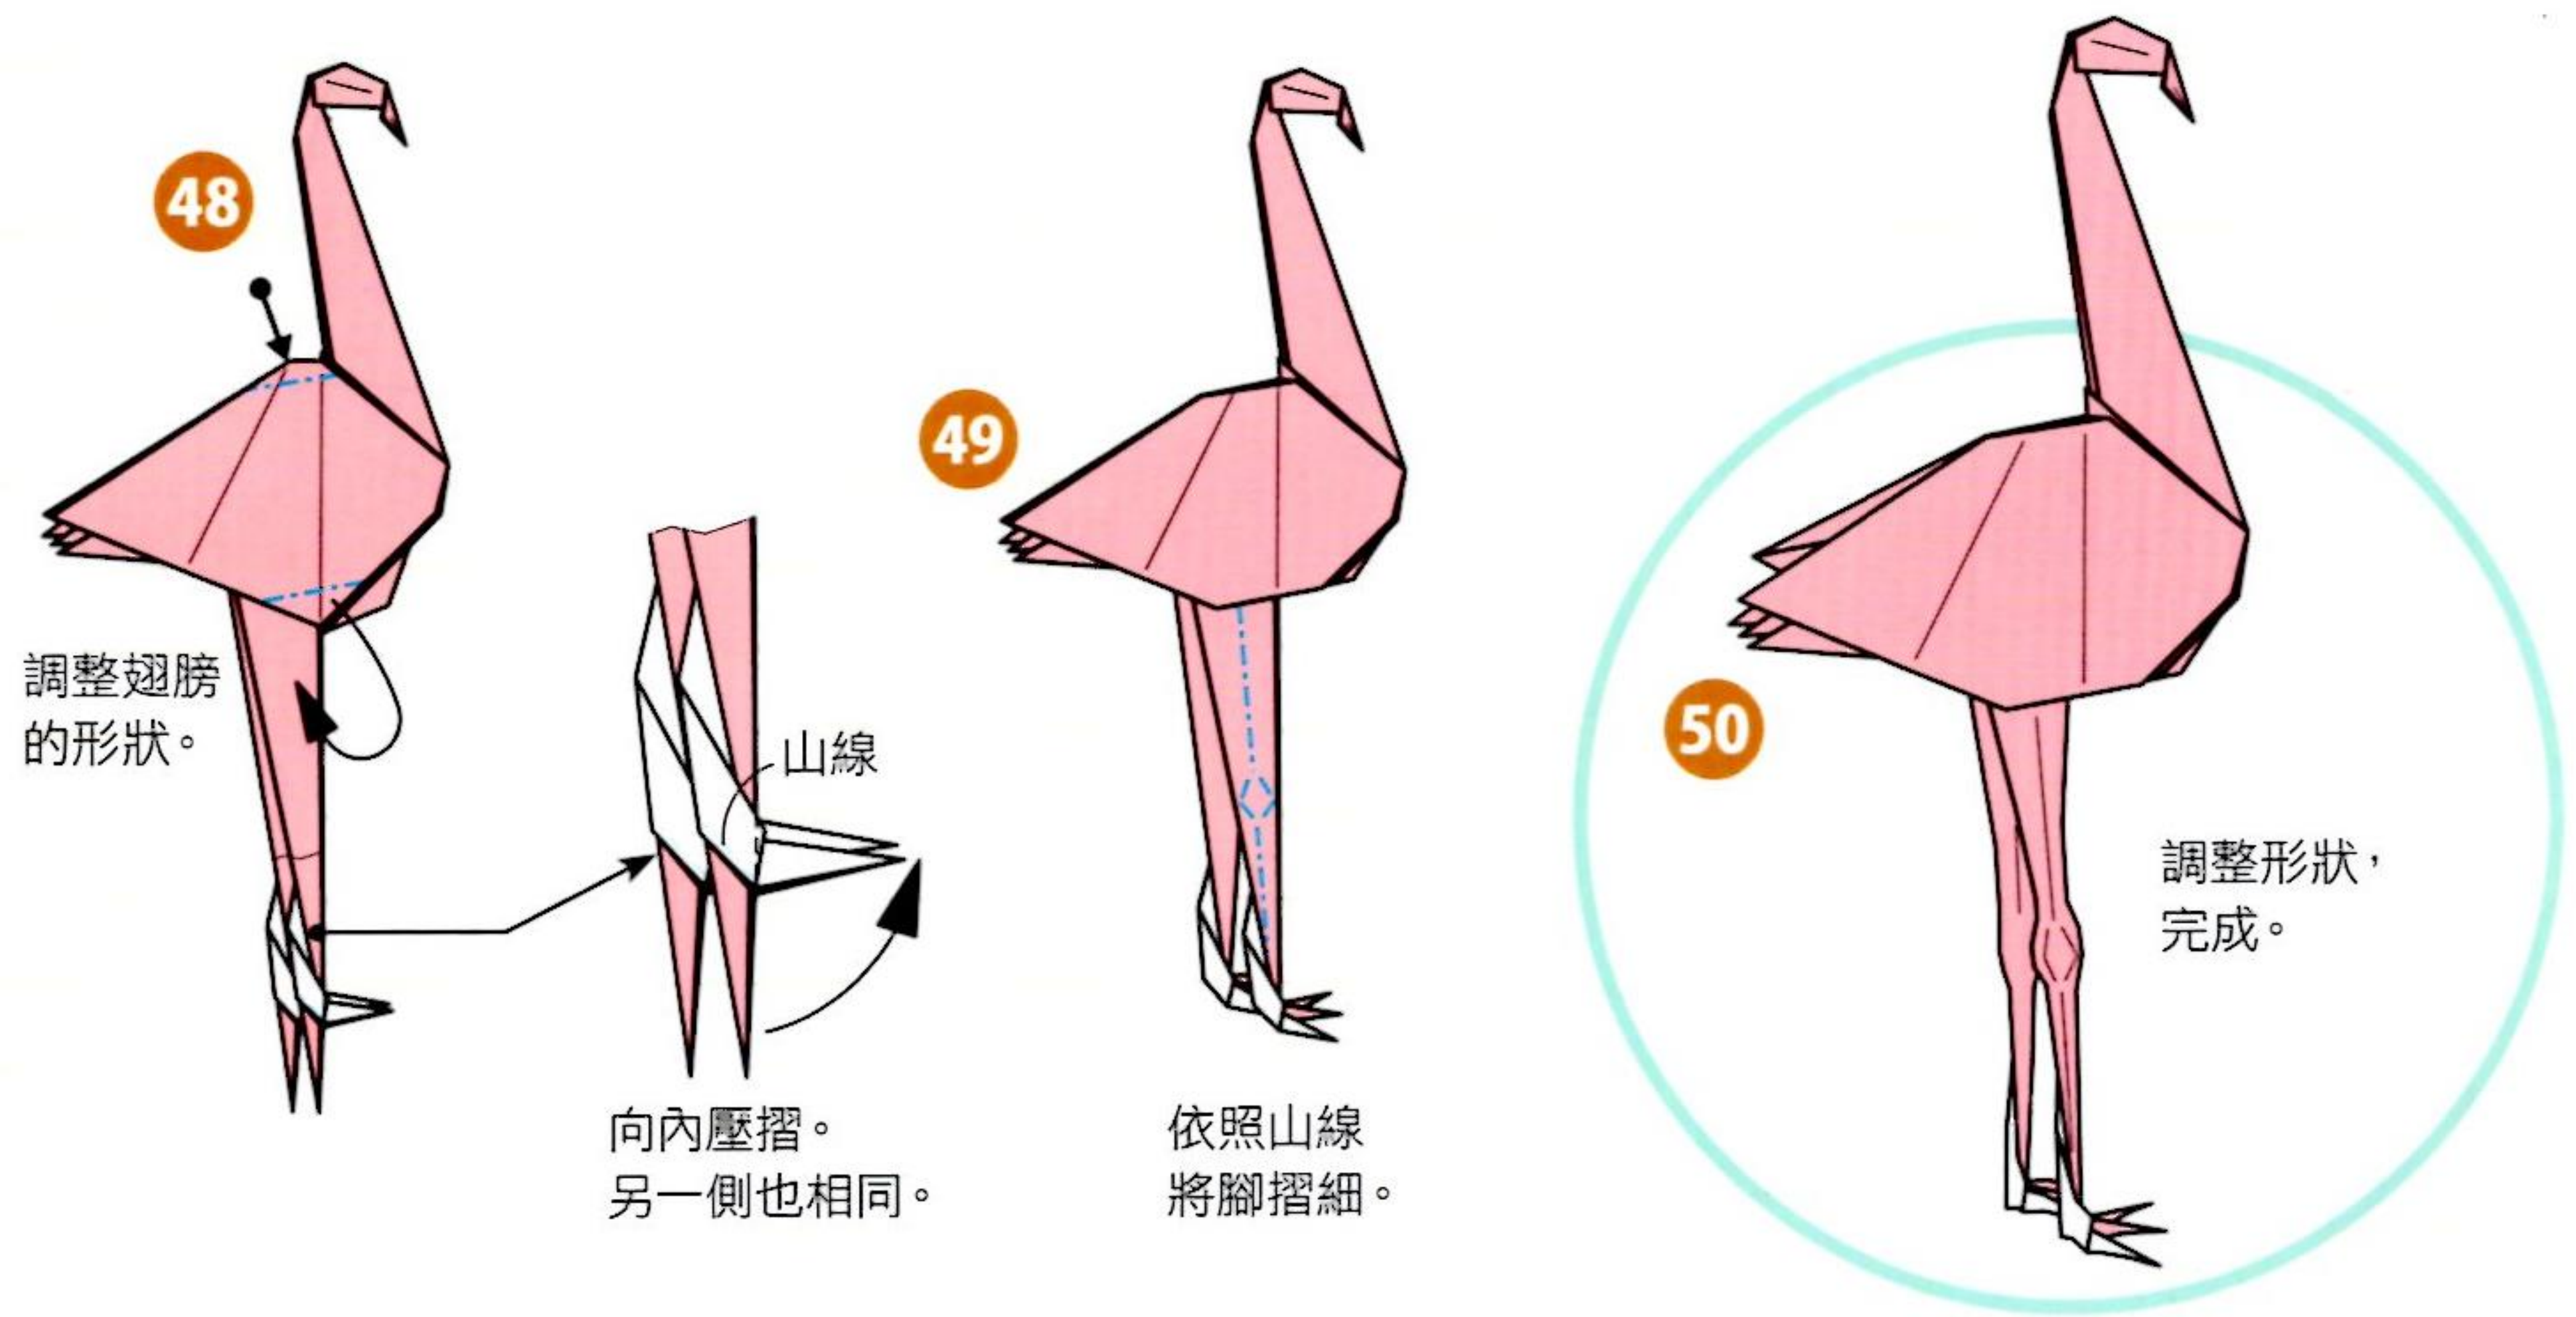 48
調整翅膀
的形狀。
山線
向內壓摺。
另一側也相同。
49
依照山線
將腳摺細。
50
調整形狀，
完成。